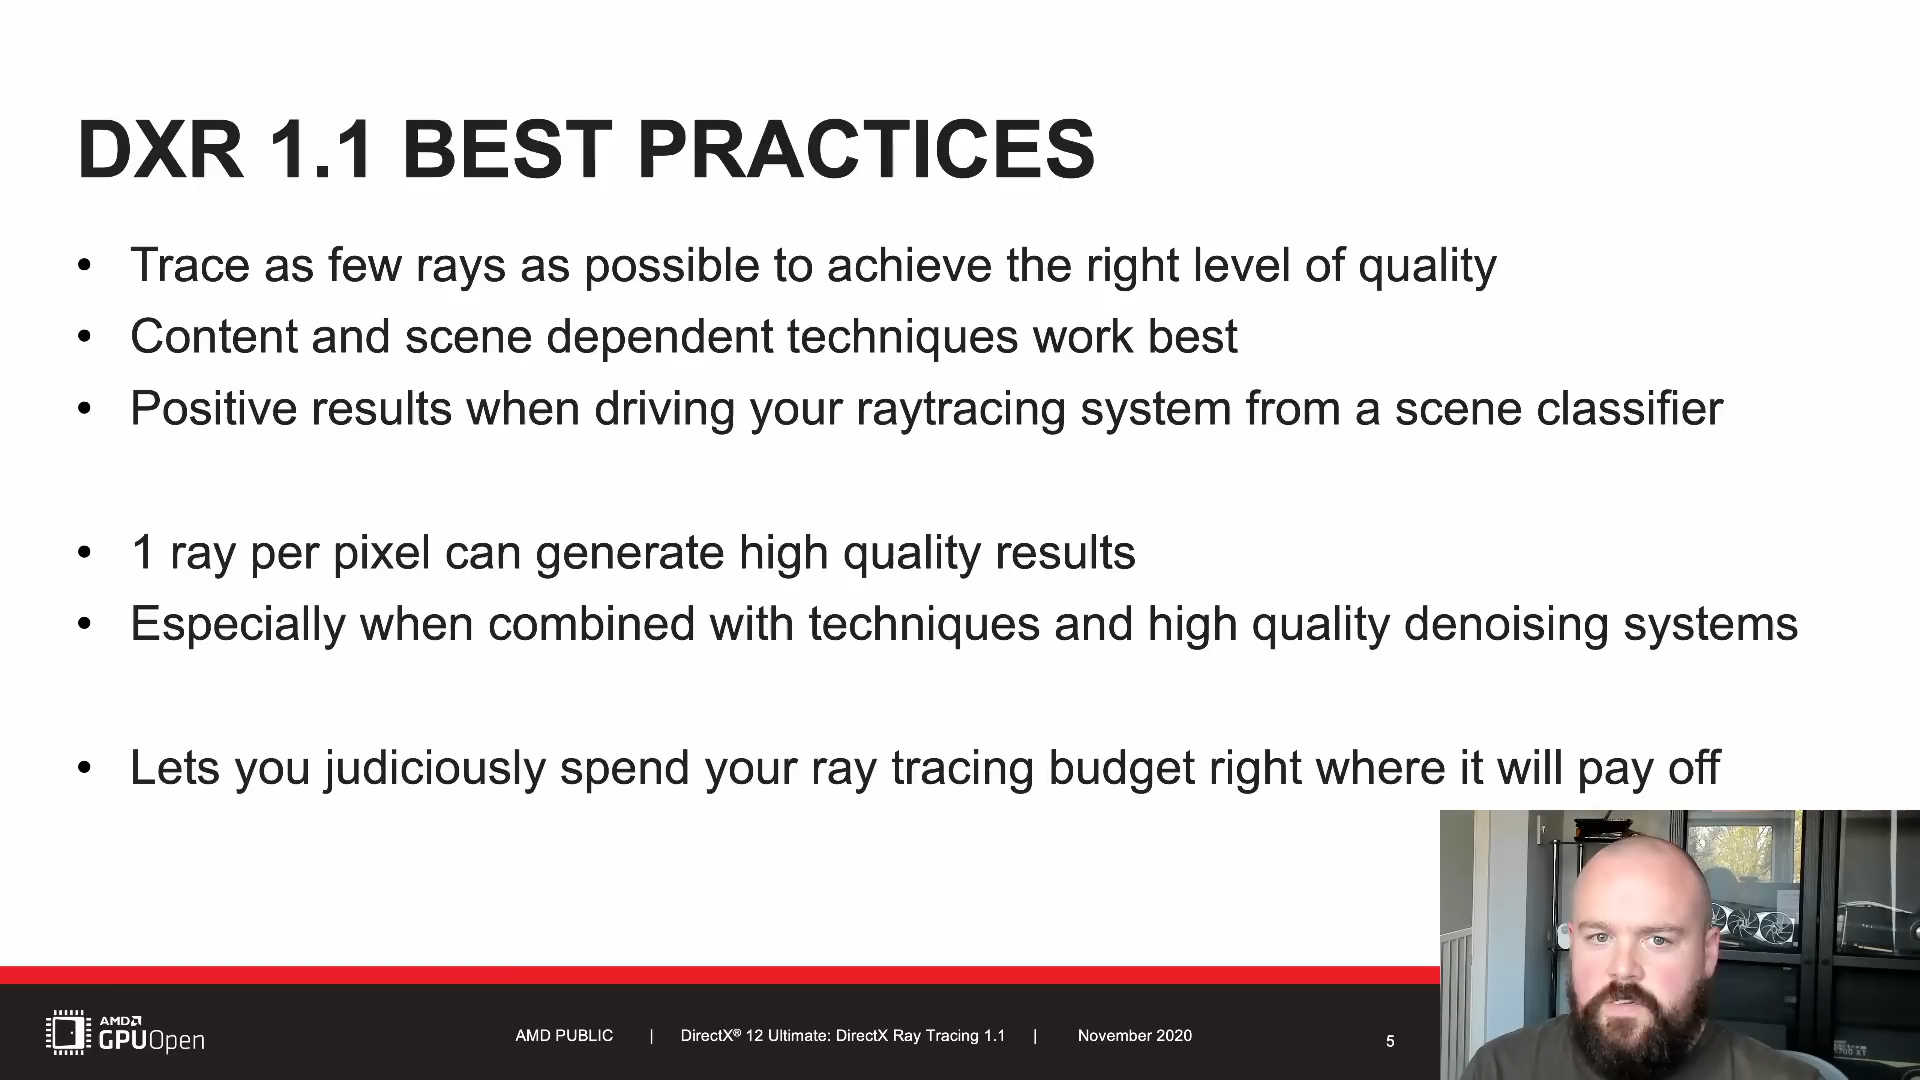 DXR 1.1 BEST PRACTICES
• Trace as few rays as possible to achieve the right level of quality
• Content and scene dependent techniques work best
• Positive results when driving your raytracing system from a scene classifier
• 1 ray per pixel can generate high quality results
• Especially when combined with techniques and high quality denoising systems
• Lets you judiciously spend your ray tracing budget right where it will pay off
AMD
GPUOpen
AMD PUBLIC | DirectX® 12 Ultimate: DirectX Ray Tracing 1.1 | November 2020
5